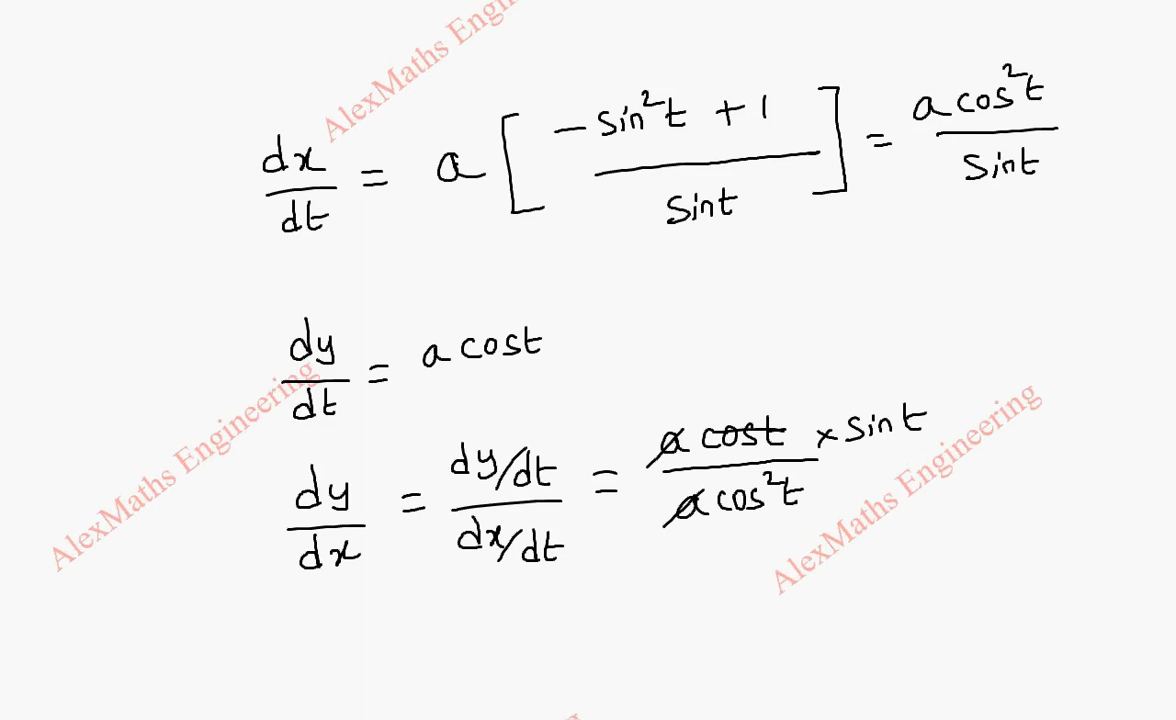 AlexMaths Engine
dx/dt = a [ (-sin²t + 1)/sint ] = a cos²t/sint
dy/dt = a cost
dy/dx = (dy/dt)/(dx/dt) = a cost/a cos²t × sint
AlexMaths Engineering
AlexMaths Engineering